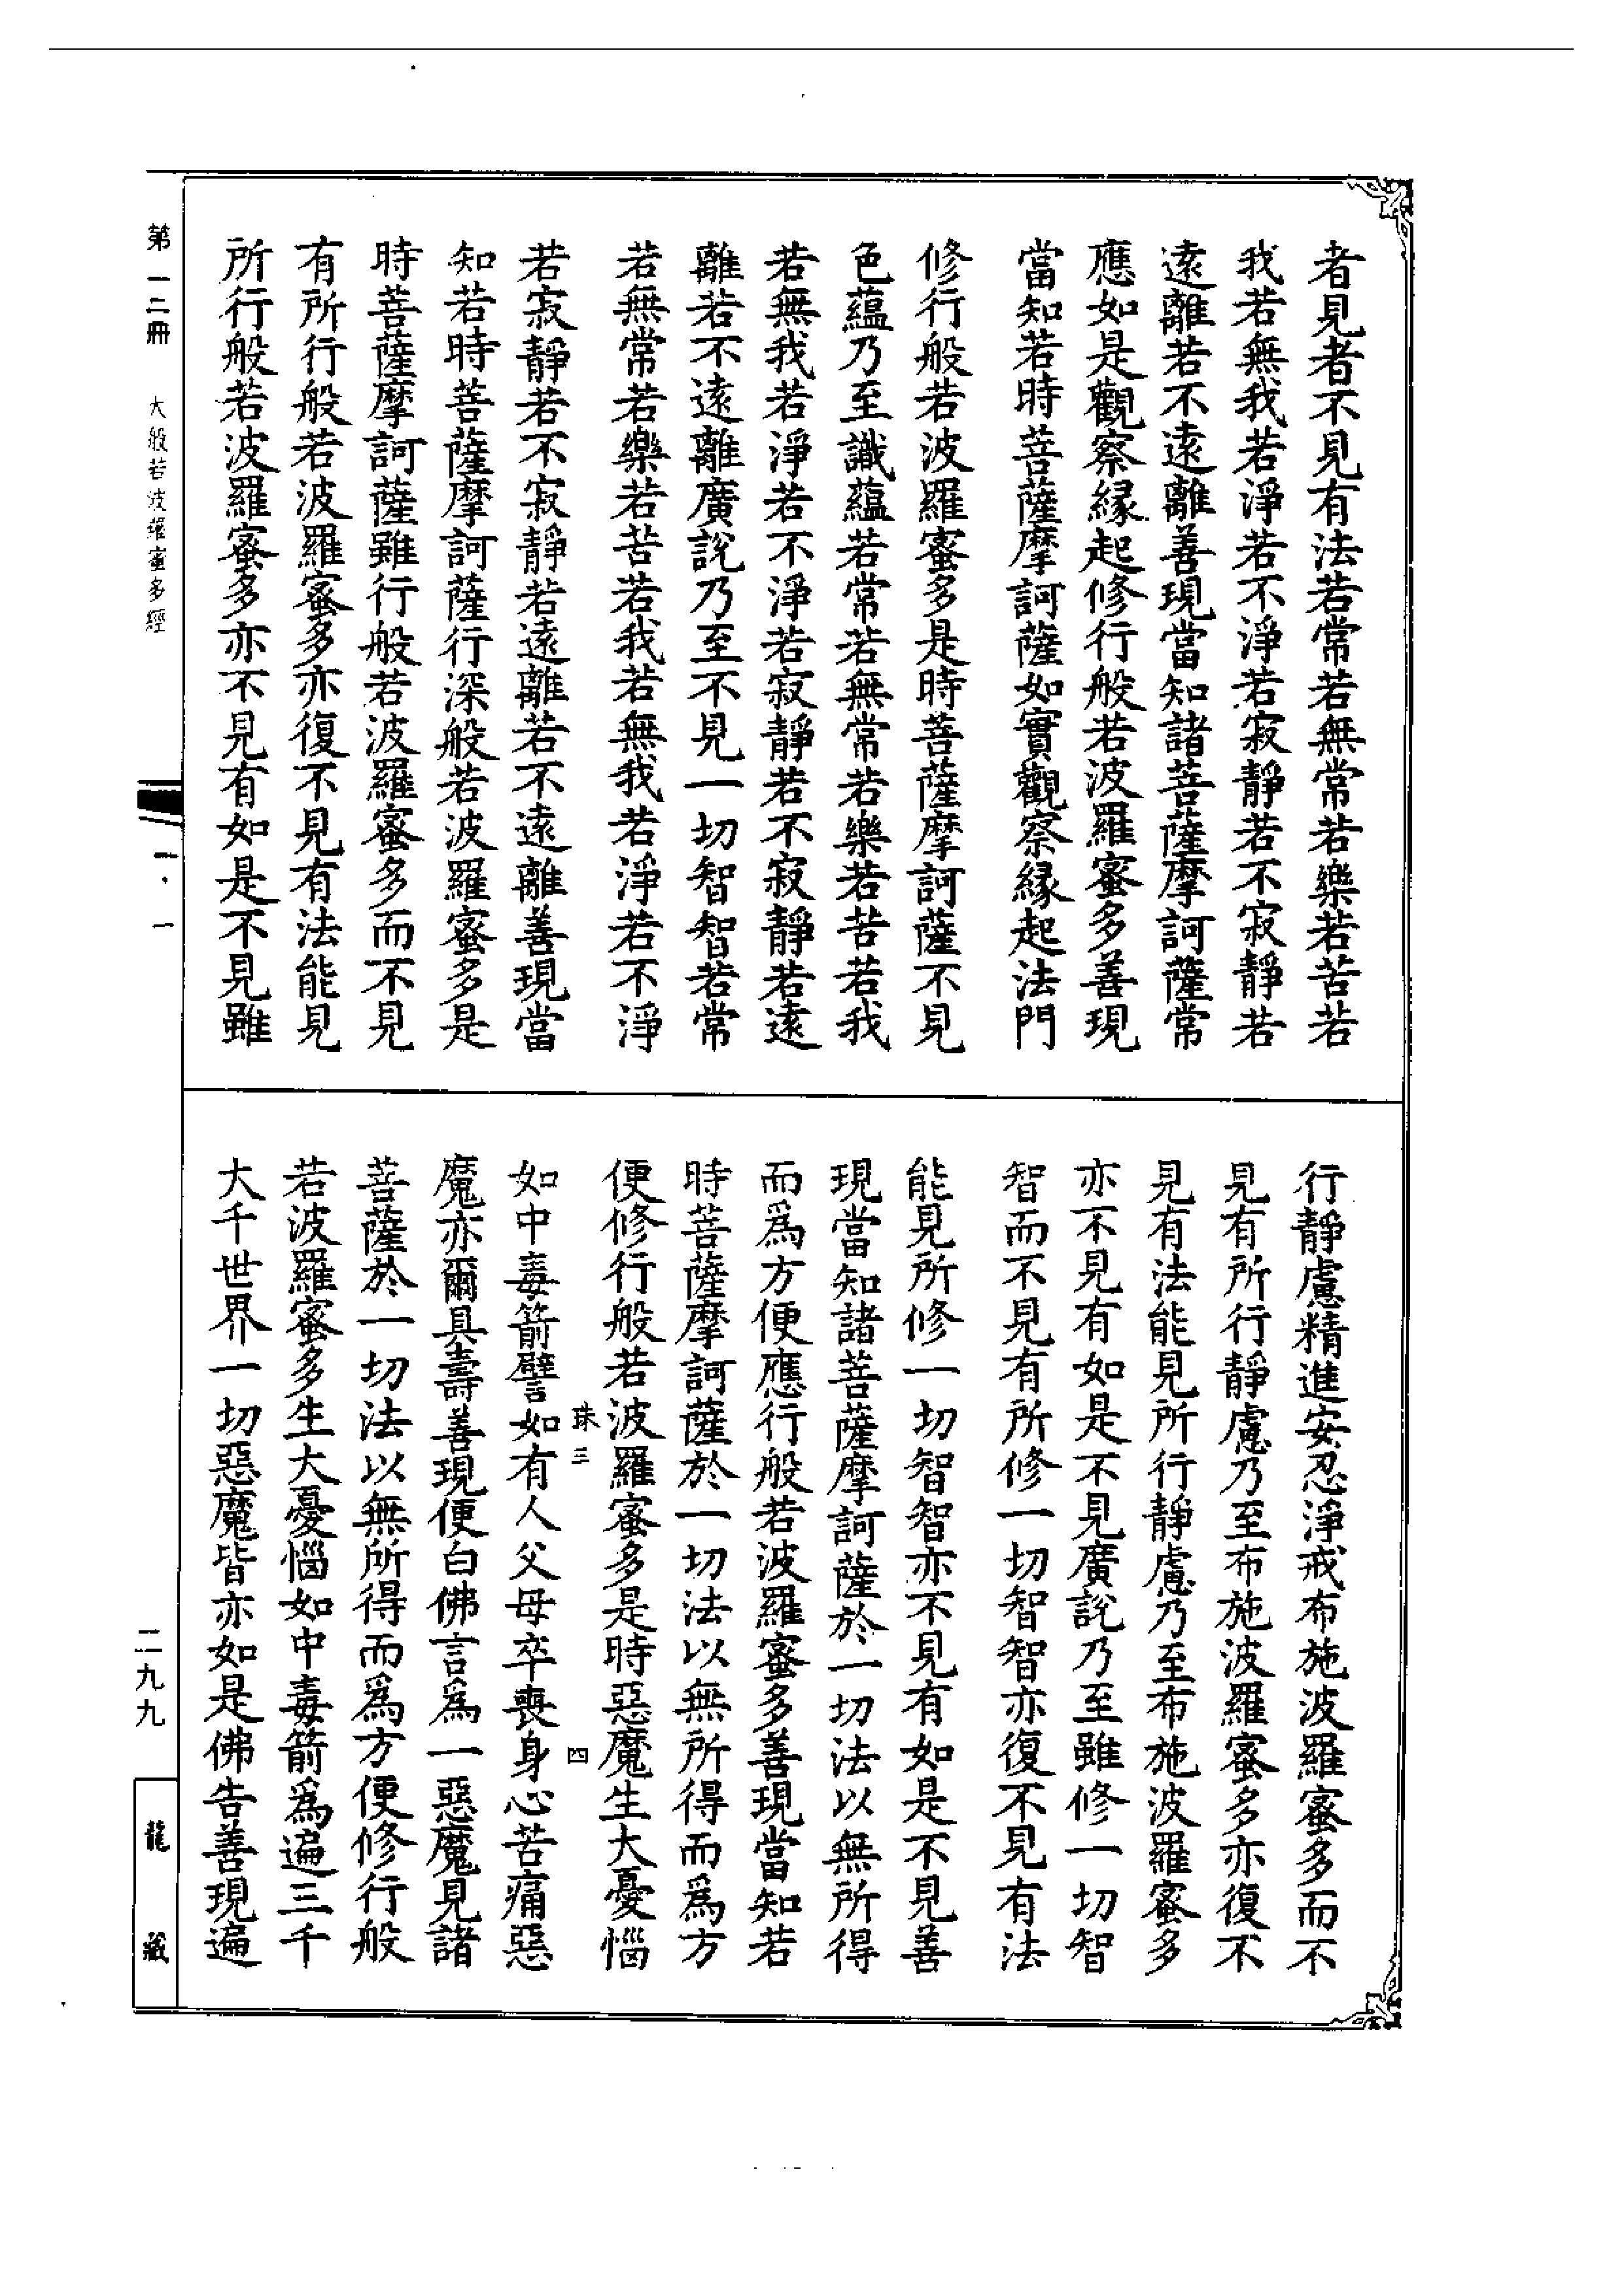 者見者不見有法若常若無常若樂若苦若
我若無我若淨若不淨若寂靜若不寂靜若
遠離若不遠離善現當知諸菩薩摩訶薩常
應如是觀察緣起修行般若波羅蜜多善現
當知若時菩薩摩訶薩如實觀察緣起法門
修行般若波羅蜜多是時菩薩摩訶薩不見
色蘊乃至識蘊若常若無常若樂若苦若我
若無我若淨若不淨若寂靜若不寂靜若遠
離若不遠離廣說乃至不見一切智智若常
若無常若樂若苦若我若無我若淨若不淨
若寂靜若不寂靜若遠離若不遠離善現當
知若時菩薩摩訶薩行深般若波羅蜜多是
時菩薩摩訶薩雖行般若波羅蜜多而不見
有所行般若波羅蜜多亦復不見有法能見
所行般若波羅蜜多亦不見有如是不見雖
行靜慮精進安忍淨戒布施波羅蜜多而不
見有所行靜慮乃至布施波羅蜜多亦復不
見有法能見所行靜慮乃至布施波羅蜜多
亦不見有如是不見廣說乃至雖修一切智
智而不見有所修一切智智亦復不見有法
能見所修一切智智亦不見有如是不見善
現當知諸菩薩摩訶薩於一切法以無所得
而爲方便應行般若波羅蜜多善現當知若
時菩薩摩訶薩於一切法以無所得而爲方
便修行般若波羅蜜多是時惡魔生大憂惱
珠三 四
如中毒箭譬如有人父母卒喪身心苦痛惡
魔亦爾具壽善現便白佛言爲一惡魔見諸
菩薩於一切法以無所得而爲方便修行般
若波羅蜜多生大憂惱如中毒箭爲遍三千
大千世界一切惡魔皆亦如是佛告善現遍
第一二冊 大般若波羅蜜多經
一·一
二九九
龍藏